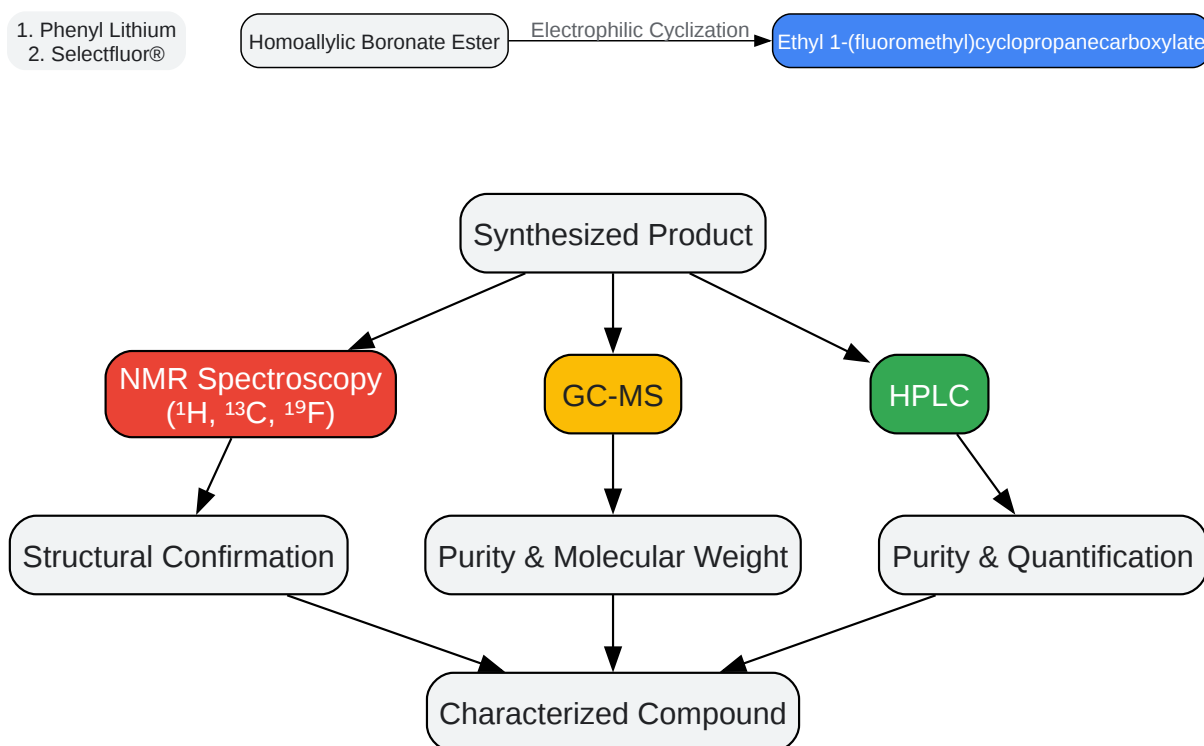 1. Phenyl Lithium
2. Selectfluor®
Homoallylic Boronate Ester
Electrophilic Cyclization
Ethyl 1-(fluoromethyl)cyclopropanecarboxylate
Synthesized Product
NMR Spectroscopy
(¹H, ¹³C, ¹⁹F)
GC-MS
HPLC
Structural Confirmation
Purity & Molecular Weight
Purity & Quantification
Characterized Compound